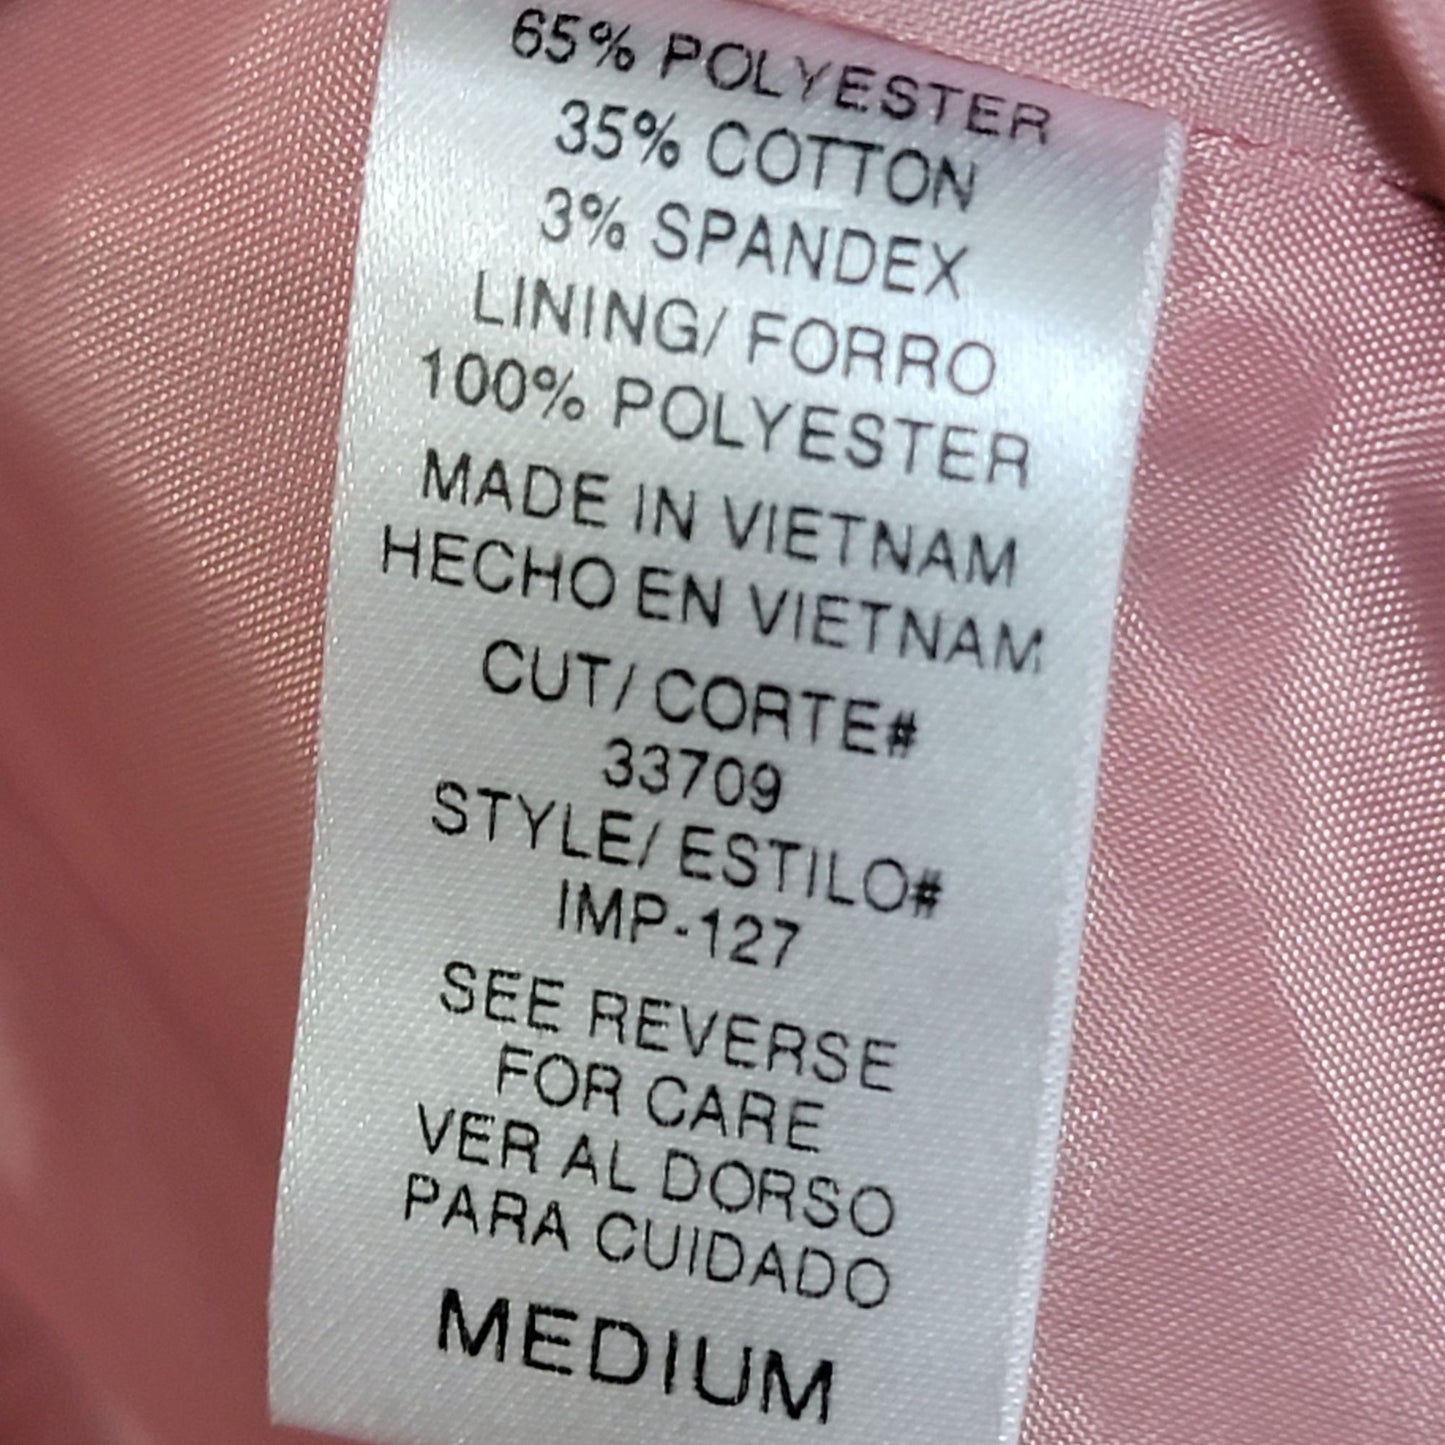 65% POLYESTER
35% COTTON
3% SPANDEX
LINING/ FORRO
100% POLYESTER
MADE IN VIETNAM
HECHO EN VIETNAM
CUT/ CORTE#
33709
STYLE/ ESTILO#
IMP-127
SEE REVERSE
FOR CARE
VER AL DORSO
PARA CUIDADO
MEDIUM